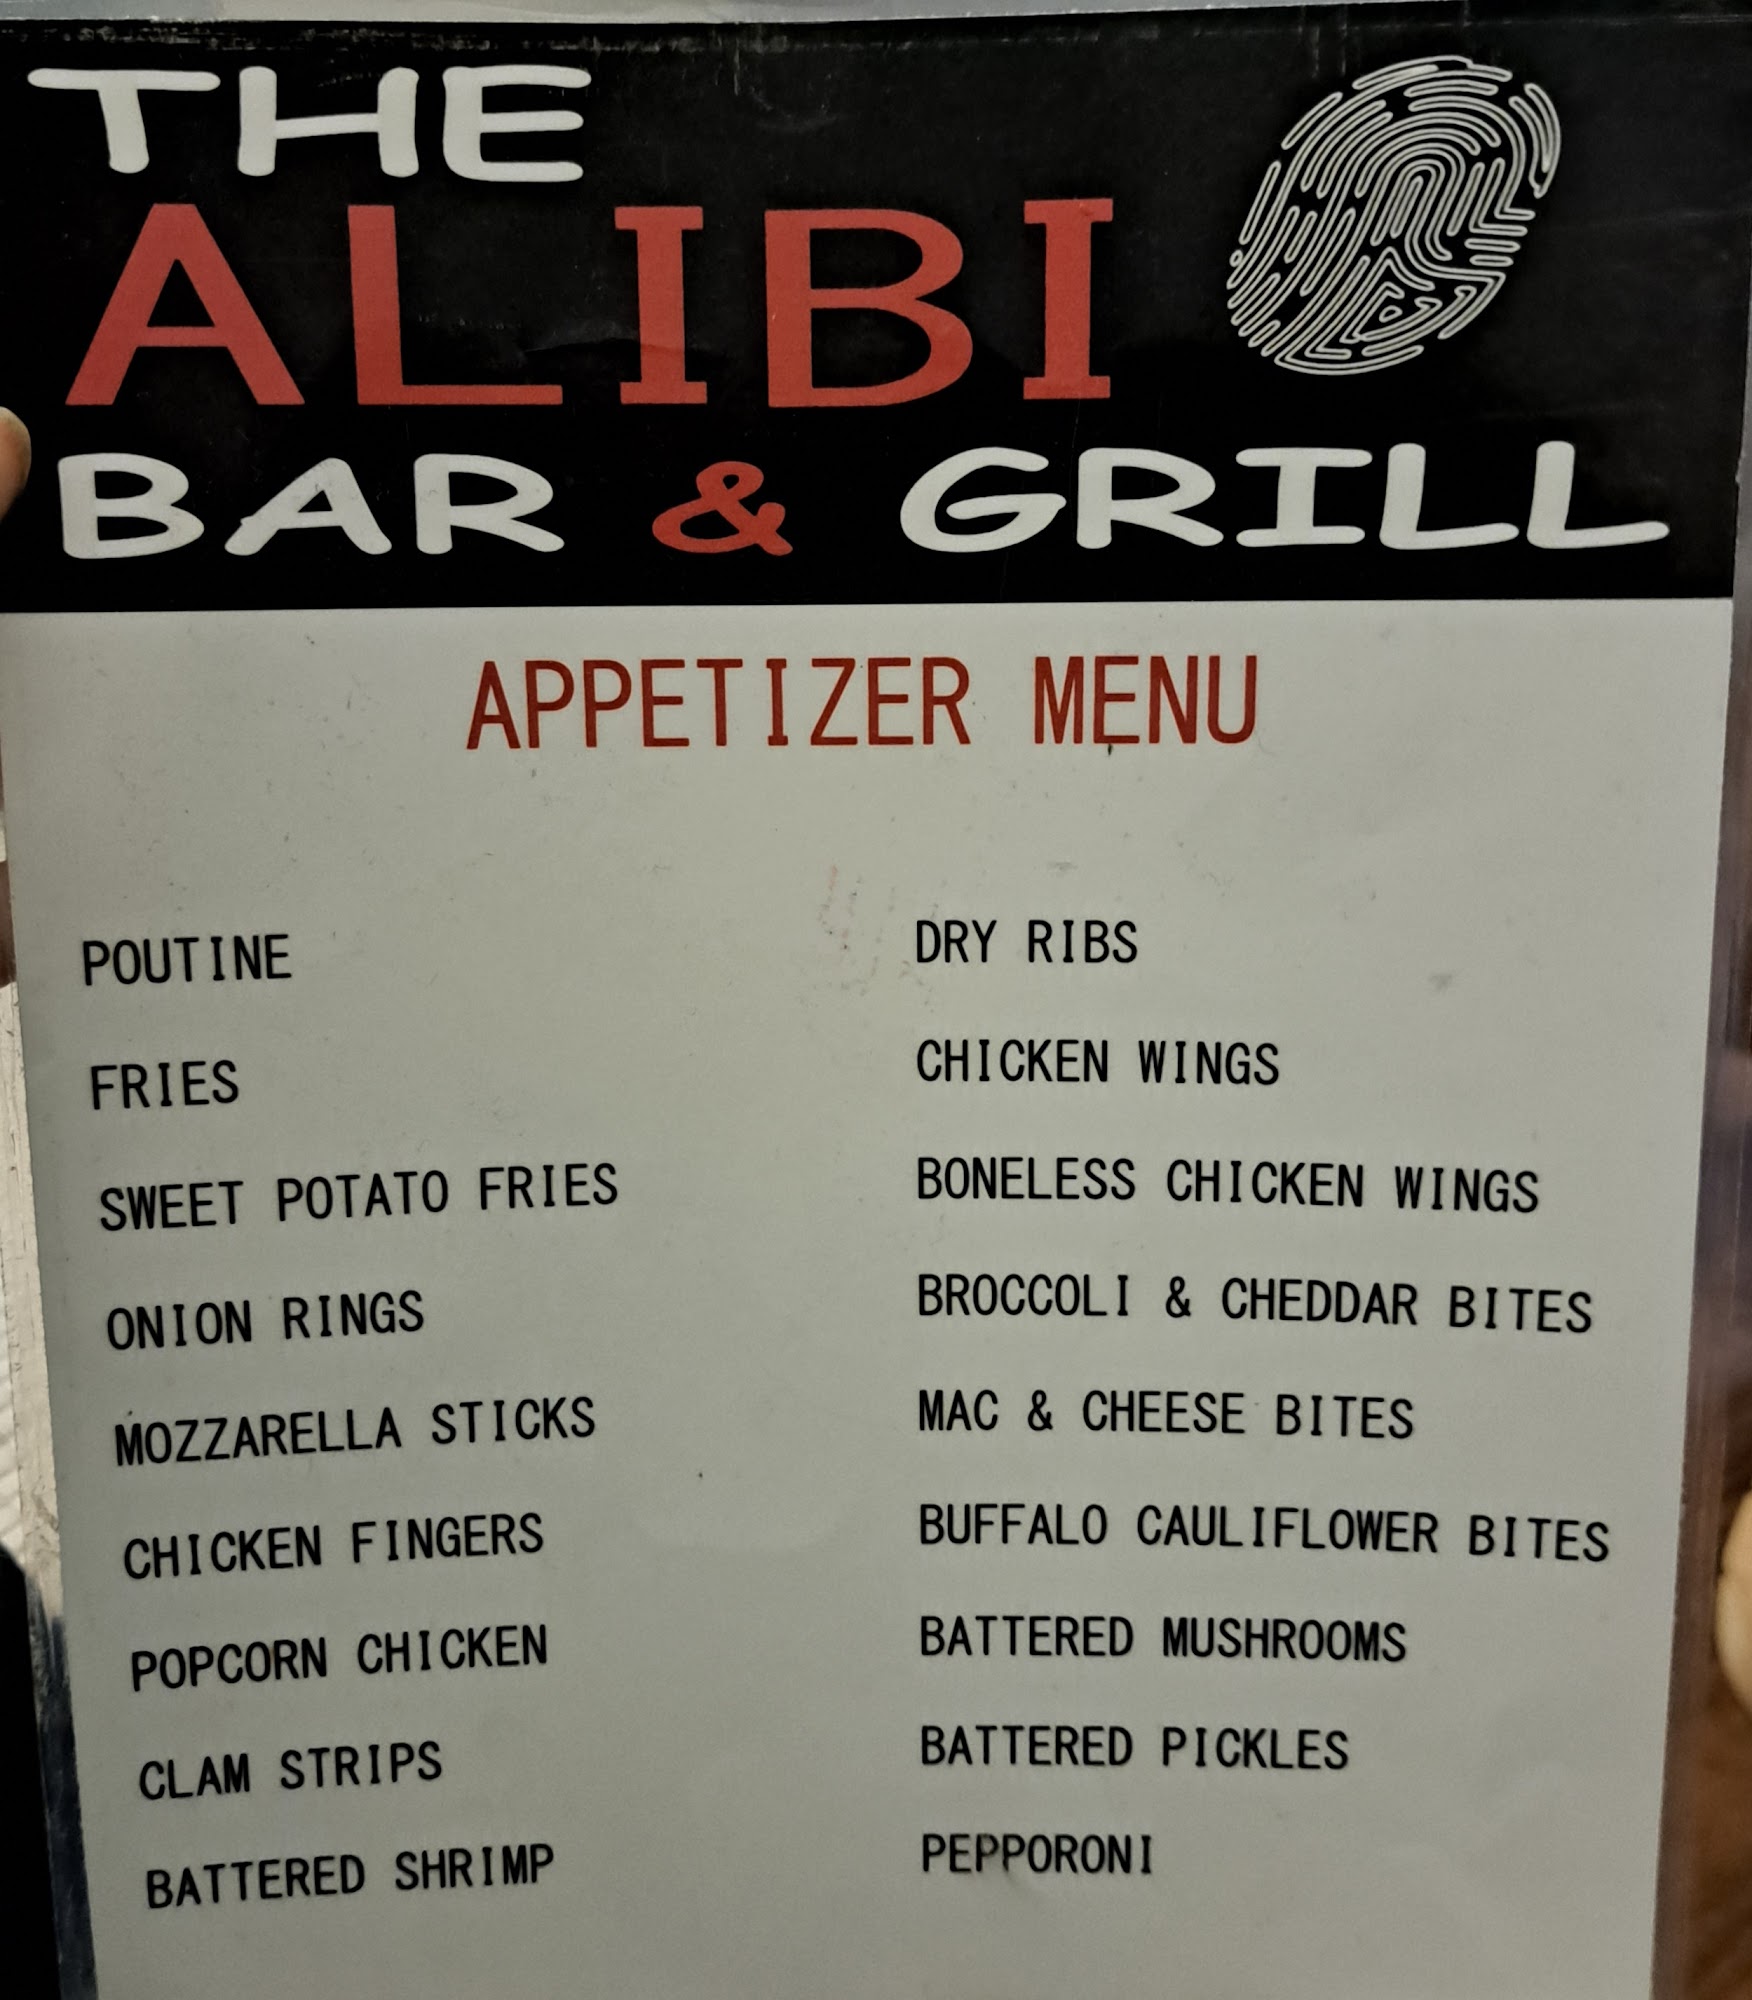 THE
ALIBI
BAR & GRILL
APPETIZER MENU
POUTINE
FRIES
SWEET POTATO FRIES
ONION RINGS
MOZZARELLA STICKS
CHICKEN FINGERS
POPCORN CHICKEN
CLAM STRIPS
BATTERED SHRIMP
DRY RIBS
CHICKEN WINGS
BONELESS CHICKEN WINGS
BROCCOLI & CHEDDAR BITES
MAC & CHEESE BITES
BUFFALO CAULIFLOWER BITES
BATTERED MUSHROOMS
BATTERED PICKLES
PEPPORONI